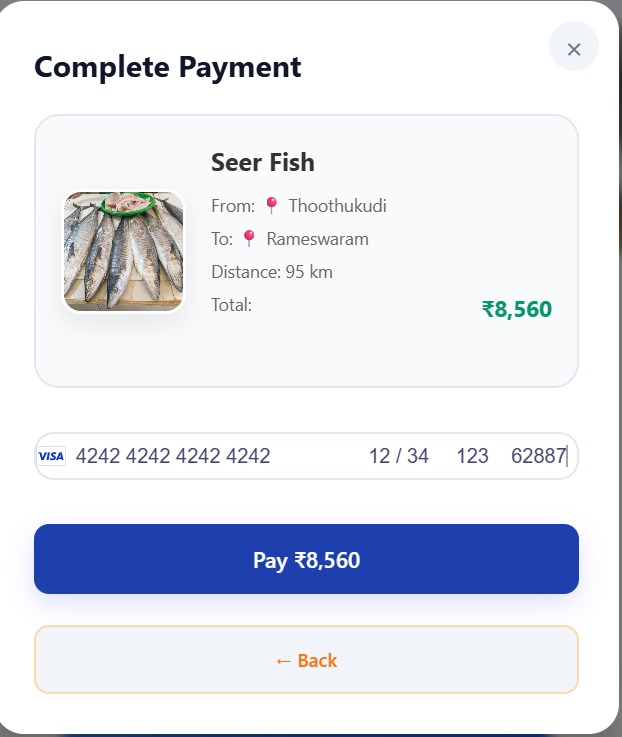 Complete Payment
×
Seer Fish
From: 📍 Thoothukudi
To: 📍 Rameswaram
Distance: 95 km
Total: ₹8,560
VISA 4242 4242 4242 4242 12 / 34 123 62887
Pay ₹8,560
← Back